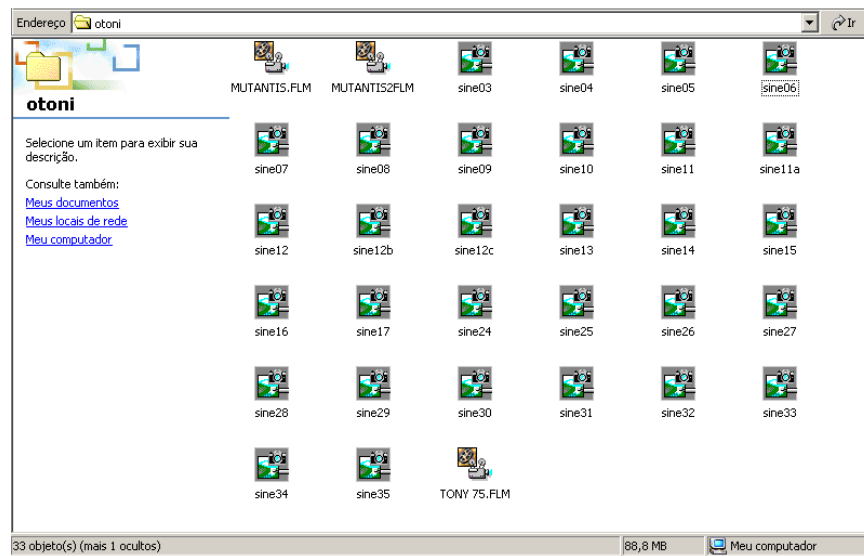 Endereço otoni Ir
otoni
Selecione um item para exibir sua
descrição.
Consulte também:
Meus documentos
Meus locais de rede
Meu computador
MUTANTIS.FLM MUTANTIS2FLM sine03 sine04 sine05 sine06
sine07 sine08 sine09 sine10 sine11 sine11a
sine12 sine12b sine12c sine13 sine14 sine15
sine16 sine17 sine24 sine25 sine26 sine27
sine28 sine29 sine30 sine31 sine32 sine33
sine34 sine35 TONY 75.FLM
33 objeto(s) (mais 1 ocultos) 88,8 MB Meu computador